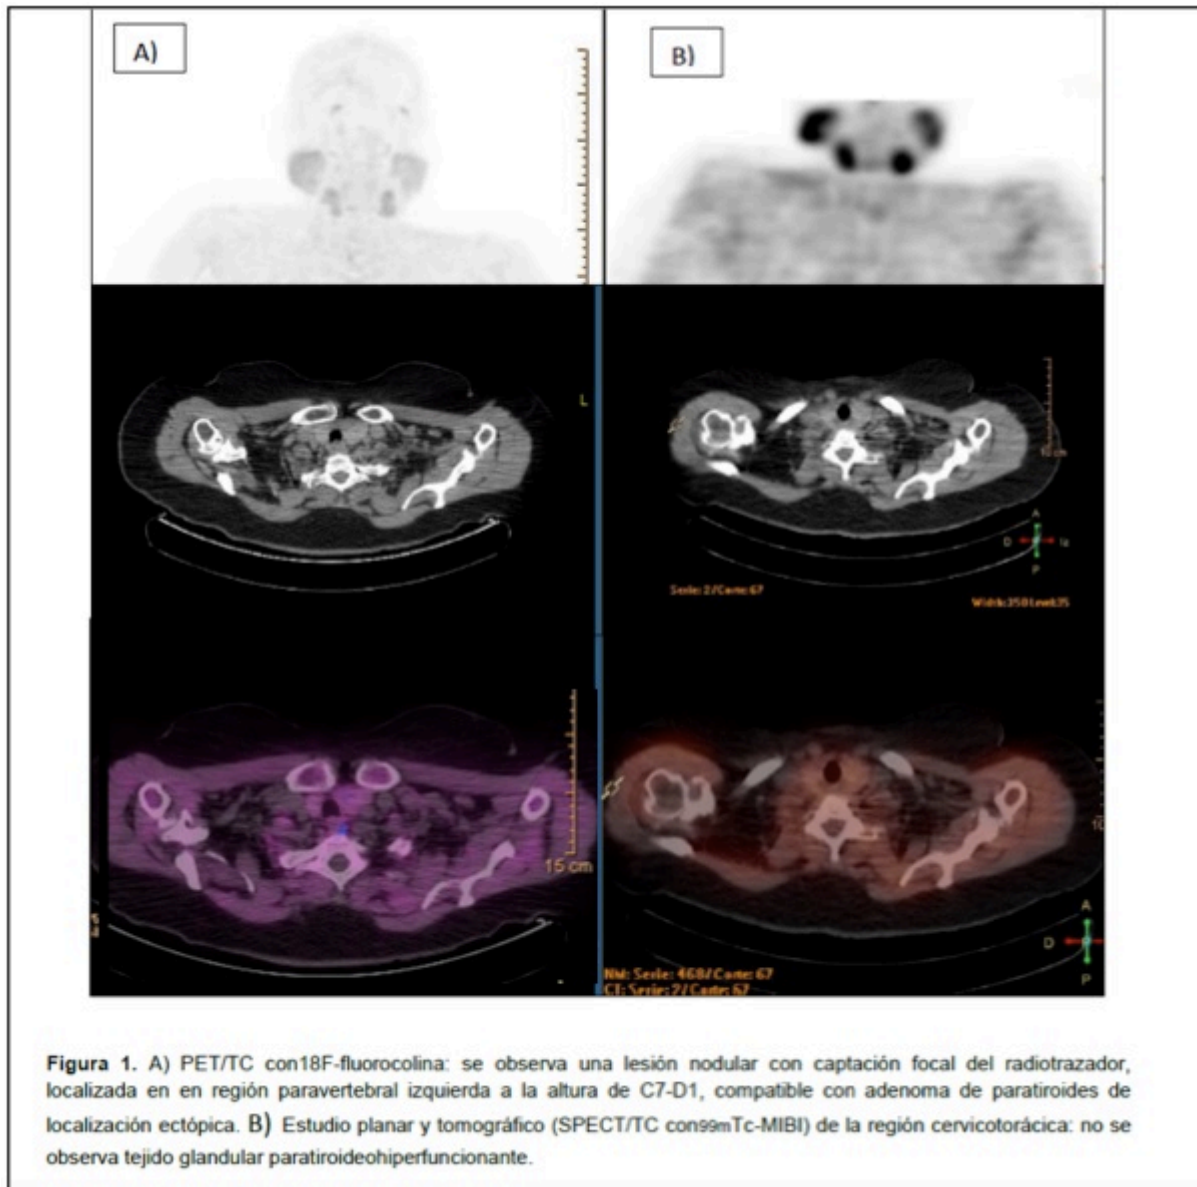 A)
B)
L
10 cm
A
D Iz
P
Serie: 2/ Corte: 67
Width:350 Level:35
15 cm
10
A
D
P
NM: Serie: 468/ Corte: 67
CT: Serie: 2/ Corte: 67
Figura 1. A) PET/TC con18F-fluorocolina: se observa una lesión nodular con captación focal del radiotrazador,
localizada en en región paravertebral izquierda a la altura de C7-D1, compatible con adenoma de paratiroides de
localización ectópica. B) Estudio planar y tomográfico (SPECT/TC con99mTc-MIBI) de la región cervicotorácica: no se
observa tejido glandular paratiroideohiperfuncionante.